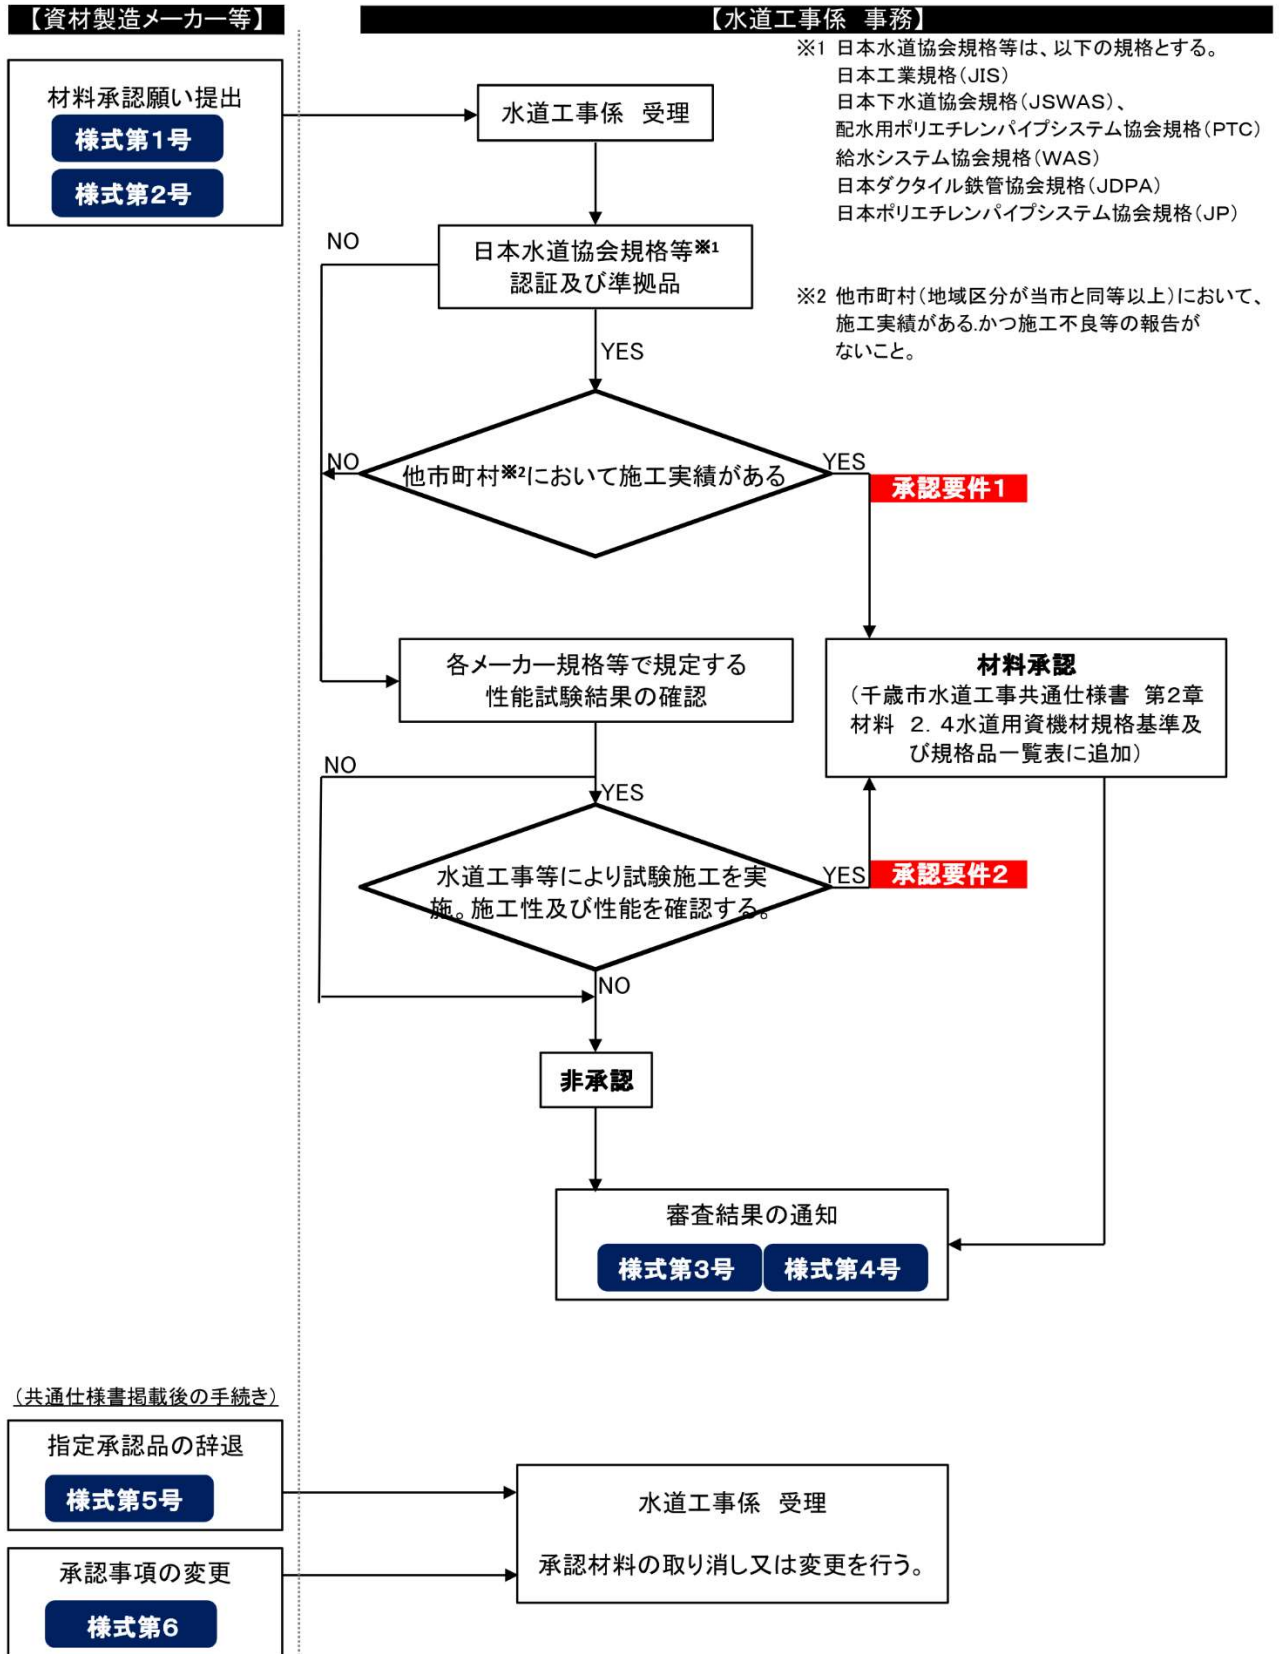 【資材製造メーカー等】
【水道工事係 事務】
材料承認願い提出
様式第1号
様式第2号
水道工事係 受理
※1 日本水道協会規格等は、以下の規格とする。
日本工業規格(JIS)
日本下水道協会規格(JSWAS)、
配水用ポリエチレンパイプシステム協会規格(PTC)
給水システム協会規格(WAS)
日本ダクタイル鉄管協会規格(JDPA)
日本ポリエチレンパイプシステム協会規格(JP)
※2 他市町村(地域区分が当市と同等以上)において、
施工実績がある.かつ施工不良等の報告が
ないこと。
NO
日本水道協会規格等※1
認証及び準拠品
YES
NO
他市町村※2において施工実績がある
YES
承認要件1
各メーカー規格等で規定する
性能試験結果の確認
材料承認
(千歳市水道工事共通仕様書 第2章
材料 2. 4水道用資機材規格基準及
び規格品一覧表に追加)
NO
YES
水道工事等により試験施工を実
施。施工性及び性能を確認する。
YES
承認要件2
NO
非承認
審査結果の通知
様式第3号
様式第4号
(共通仕様書掲載後の手続き)
指定承認品の辞退
様式第5号
水道工事係 受理
承認材料の取り消し又は変更を行う。
承認事項の変更
様式第6